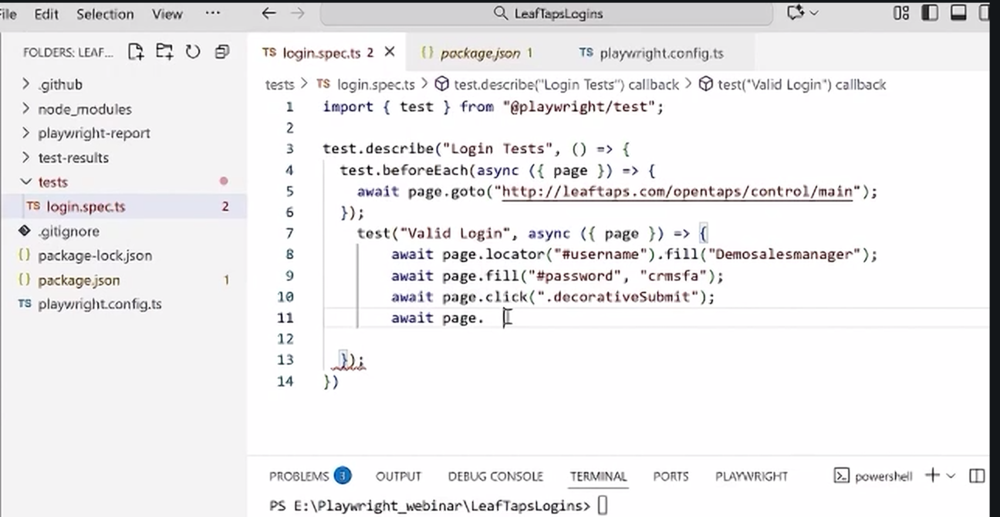 File Edit Selection View ··· LeafTapsLogins
FOLDERS: LEAF...
.github
node_modules
playwright-report
test-results
tests
TS login.spec.ts 2
.gitignore
{} package-lock.json
{} package.json 1
TS playwright.config.ts
TS login.spec.ts 2 {} package.json 1 TS playwright.config.ts
tests > TS login.spec.ts > test.describe("Login Tests") callback > test("Valid Login") callback
1 import { test } from "@playwright/test";
2
3 test.describe("Login Tests", () => {
4 test.beforeEach(async ({ page }) => {
5 await page.goto("http://leaftaps.com/opentaps/control/main");
6 });
7 test("Valid Login", async ({ page }) => {
8 await page.locator("#username").fill("Demosalesmanager");
9 await page.fill("#password", "crmsfa");
10 await page.click(".decorativeSubmit");
11 await page.
12
13 });
14 })
PROBLEMS 3 OUTPUT DEBUG CONSOLE TERMINAL PORTS PLAYWRIGHT powershell
PS E:\Playwright_webinar\LeafTapsLogins>